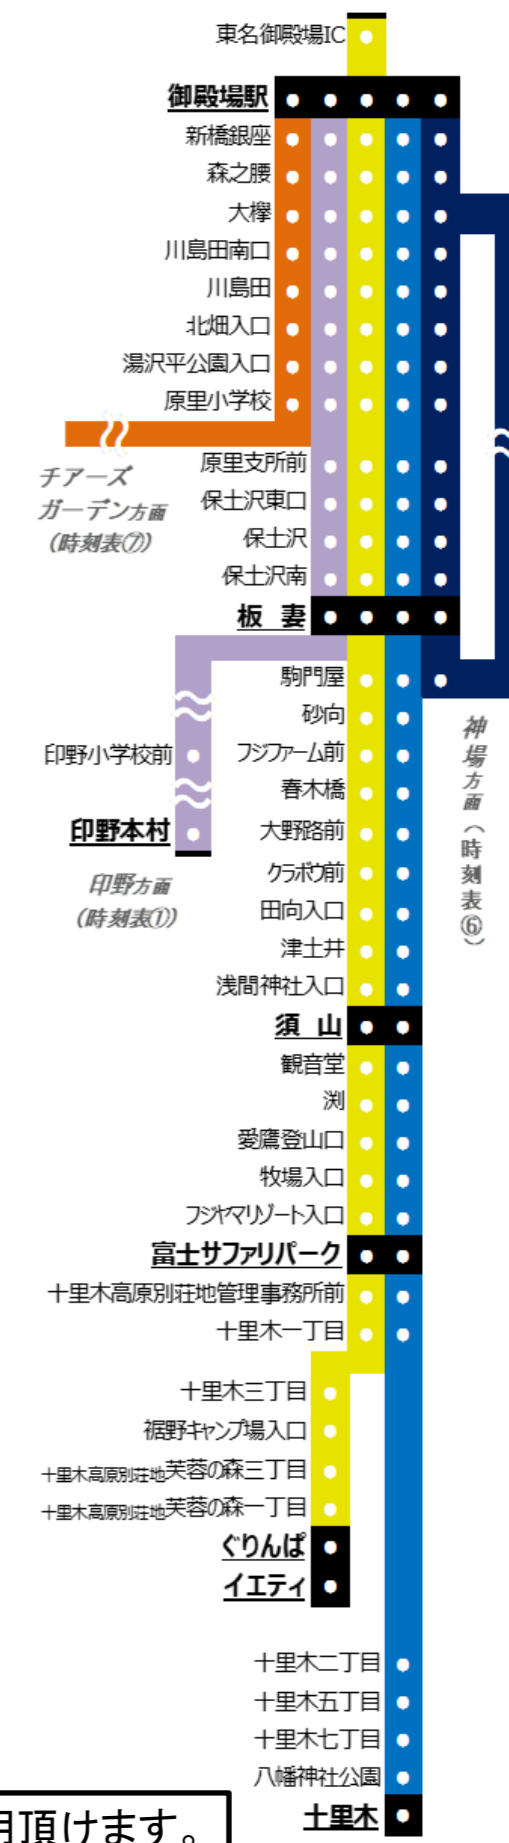 東名御殿場IC
御殿場駅
新橋銀座
森之腰
大欅
川島田南口
川島田
北畑入口
湯沢平公園入口
原里小学校
チアーズ
ガーデン方面
(時刻表⑦)
原里支所前
保土沢東口
保土沢
保土沢南
板 妻
駒門屋
砂向
印野小学校前
フジファーム前
春木橋
印野本村
大野路前
印野方面
(時刻表①)
神場方面(時刻表⑥)
クラボウ前
田向入口
津土井
浅間神社入口
須 山
観音堂
渕
愛鷹登山口
牧場入口
フジヤマリゾート入口
富士サファリパーク
十里木高原別荘地管理事務所前
十里木一丁目
十里木三丁目
裾野キャンプ場入口
十里木高原別荘地芙蓉の森三丁目
十里木高原別荘地芙蓉の森一丁目
ぐりんぱ
イエティ
十里木二丁目
十里木五丁目
十里木七丁目
八幡神社公園
十里木
用頂けます。